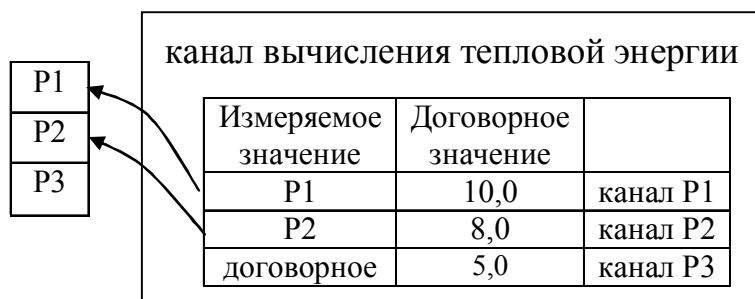 канал вычисления тепловой энергии
P1
P2
P3
Измеряемое значение Договорное значение
P1 10,0 канал P1
P2 8,0 канал P2
договорное 5,0 канал P3